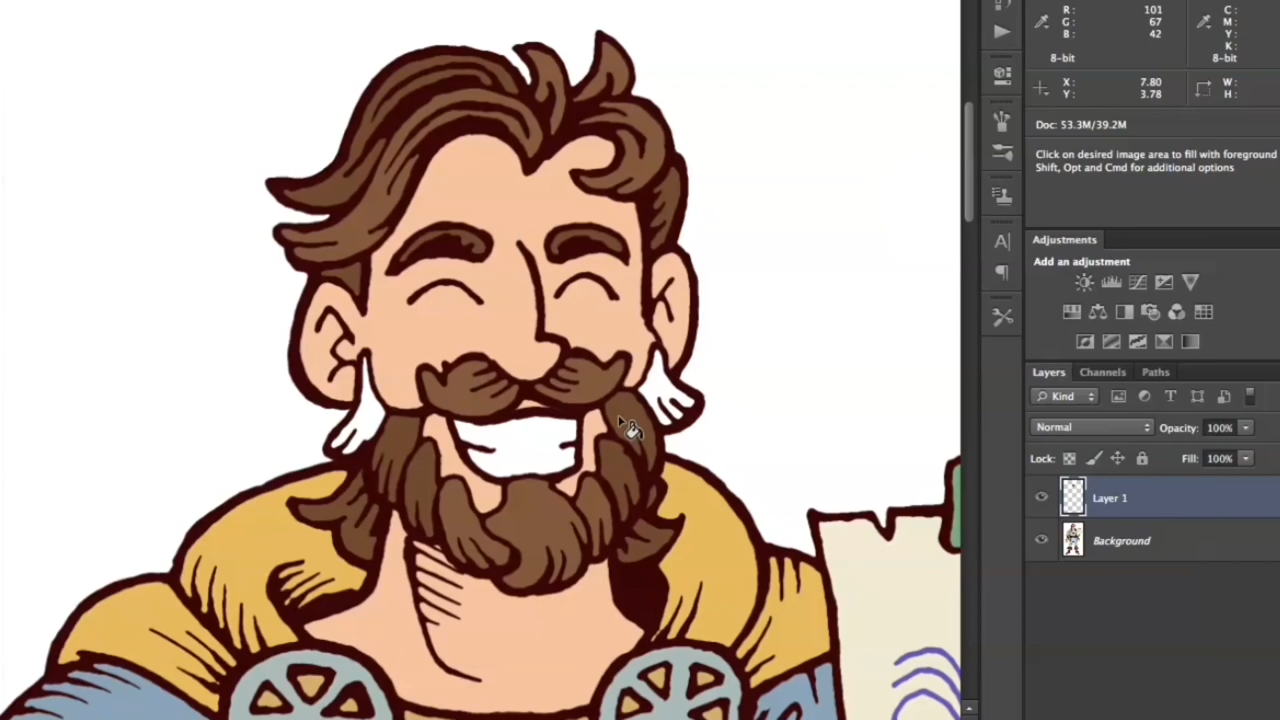 R: 101 C:
G: 67 M:
B: 42 Y:
K:
8-bit 8-bit
X: 7.80 W:
Y: 3.78 H:
Doc: 53.3M/39.2M
Click on desired image area to fill with foreground
Shift, Opt and Cmd for additional options
Adjustments
Add an adjustment
Layers Channels Paths
Kind
Normal Opacity: 100%
Lock: Fill: 100%
Layer 1
Background